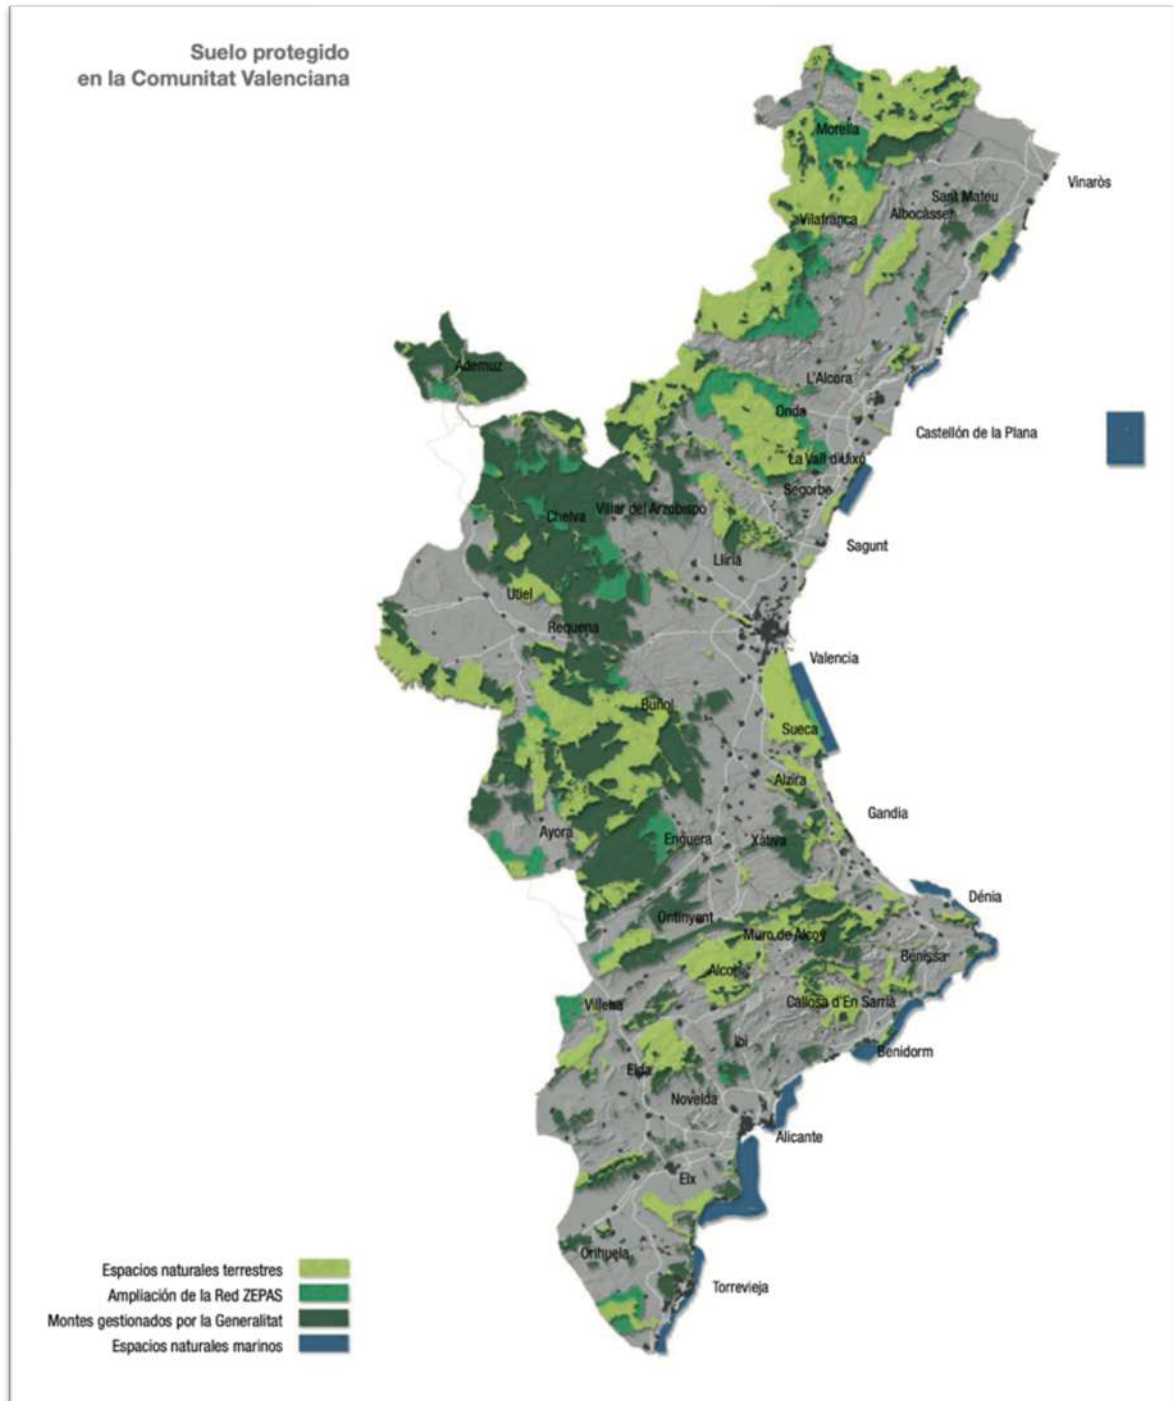 Suelo protegido
en la Comunitat Valenciana
Morella
Vinaròs
Sant Mateu
Albocàsser
Vilafranca
Ademuz
L'Alcora
Onda
Castellón de la Plana
La Vall d'Uixó
Segorbe
Villar del Arzobispo
Chelva
Sagunt
Llíria
Utiel
Requena
Valencia
Buñol
Sueca
Alzira
Gandia
Ayora
Enguera
Xàtiva
Dénia
Ontinyent
Muro de Alcoy
Benissa
Alcoi
Callosa d'En Sarrià
Villena
Ibi
Benidorm
Elda
Novelda
Alicante
Elx
Orihuela
Torrevieja
Espacios naturales terrestres
Ampliación de la Red ZEPAS
Montes gestionados por la Generalitat
Espacios naturales marinos